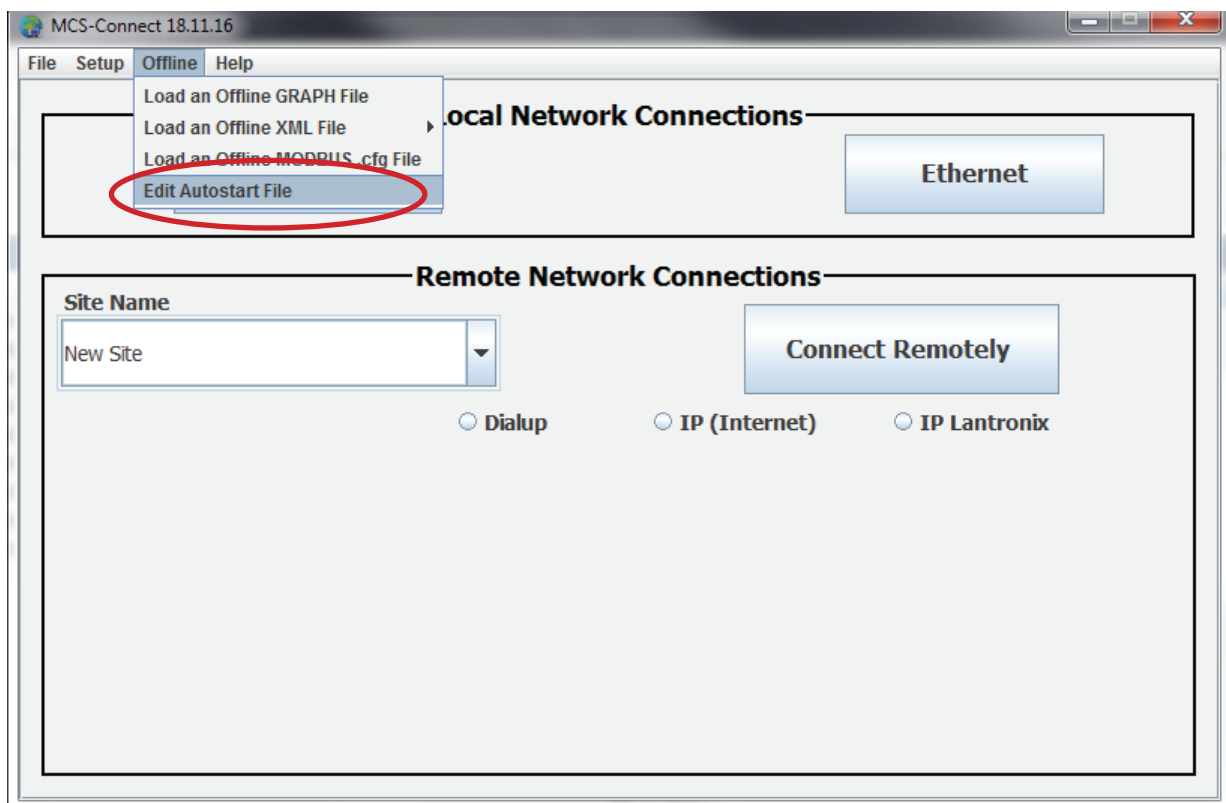 MCS-Connect 18.11.16
File Setup Offline Help
Load an Offline GRAPH File
Load an Offline XML File
Load an Offline MODBUS .cfg File
Edit Autostart File
Local Network Connections
Ethernet
Remote Network Connections
Site Name
New Site
Connect Remotely
Dialup
IP (Internet)
IP Lantronix